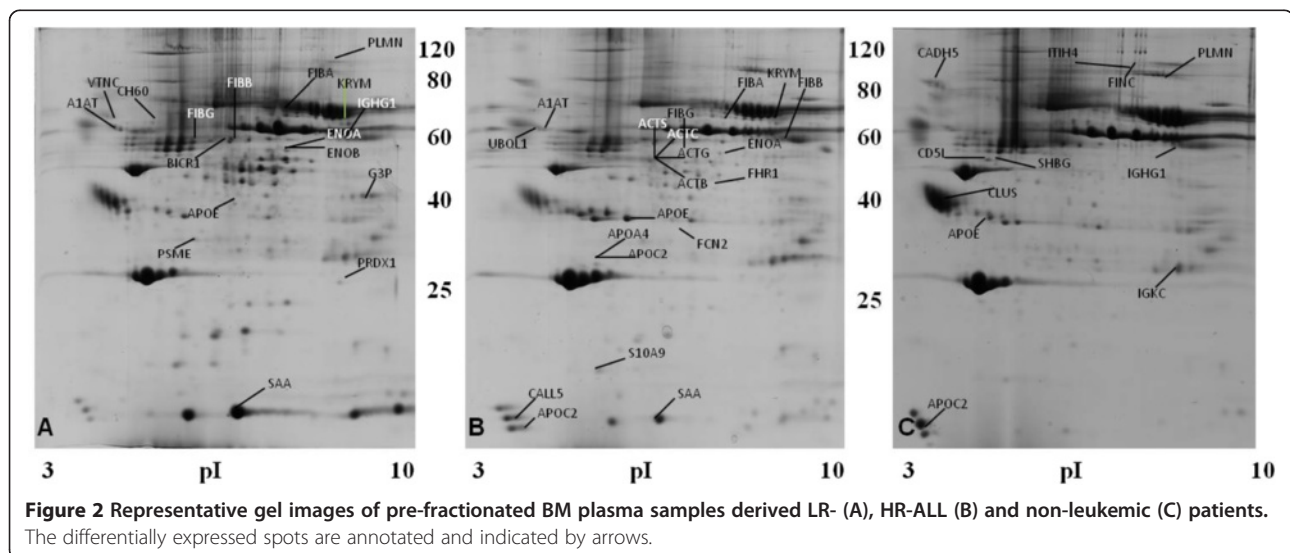 PLMN
VTNC
CH60
FIBB
FIBA
KRYM
A1AT
FIBG
IGHG1
ENOA
BICR1
ENOB
G3P
APOE
PSME
PRDX1
SAA
A
3 pI 10
120
80
60
40
25
KRYM
FIBA
FIBB
A1AT
FIBG
ACTS
ACTC
UBQL1
ACTG
ENOA
ACTB
FHR1
APOE
APOA4
FCN2
APOC2
S10A9
CALL5
SAA
APOC2
B
3 pI 10
120
80
60
40
25
CADH5
ITIH4
PLMN
FINC
CD5L
SHBG
IGHG1
CLUS
APOE
IGKC
APOC2
C
3 pI 10
Figure 2 Representative gel images of pre-fractionated BM plasma samples derived LR- (A), HR-ALL (B) and non-leukemic (C) patients.
The differentially expressed spots are annotated and indicated by arrows.